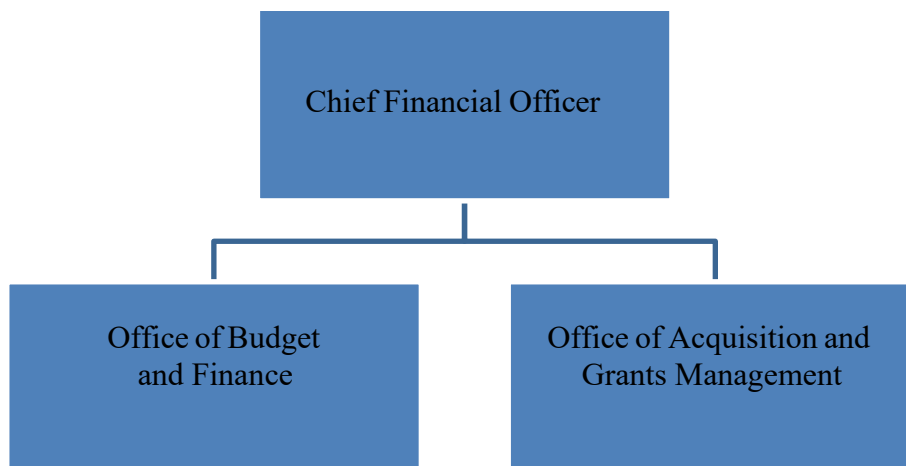 Chief Financial Officer
Office of Budget
and Finance
Office of Acquisition and
Grants Management